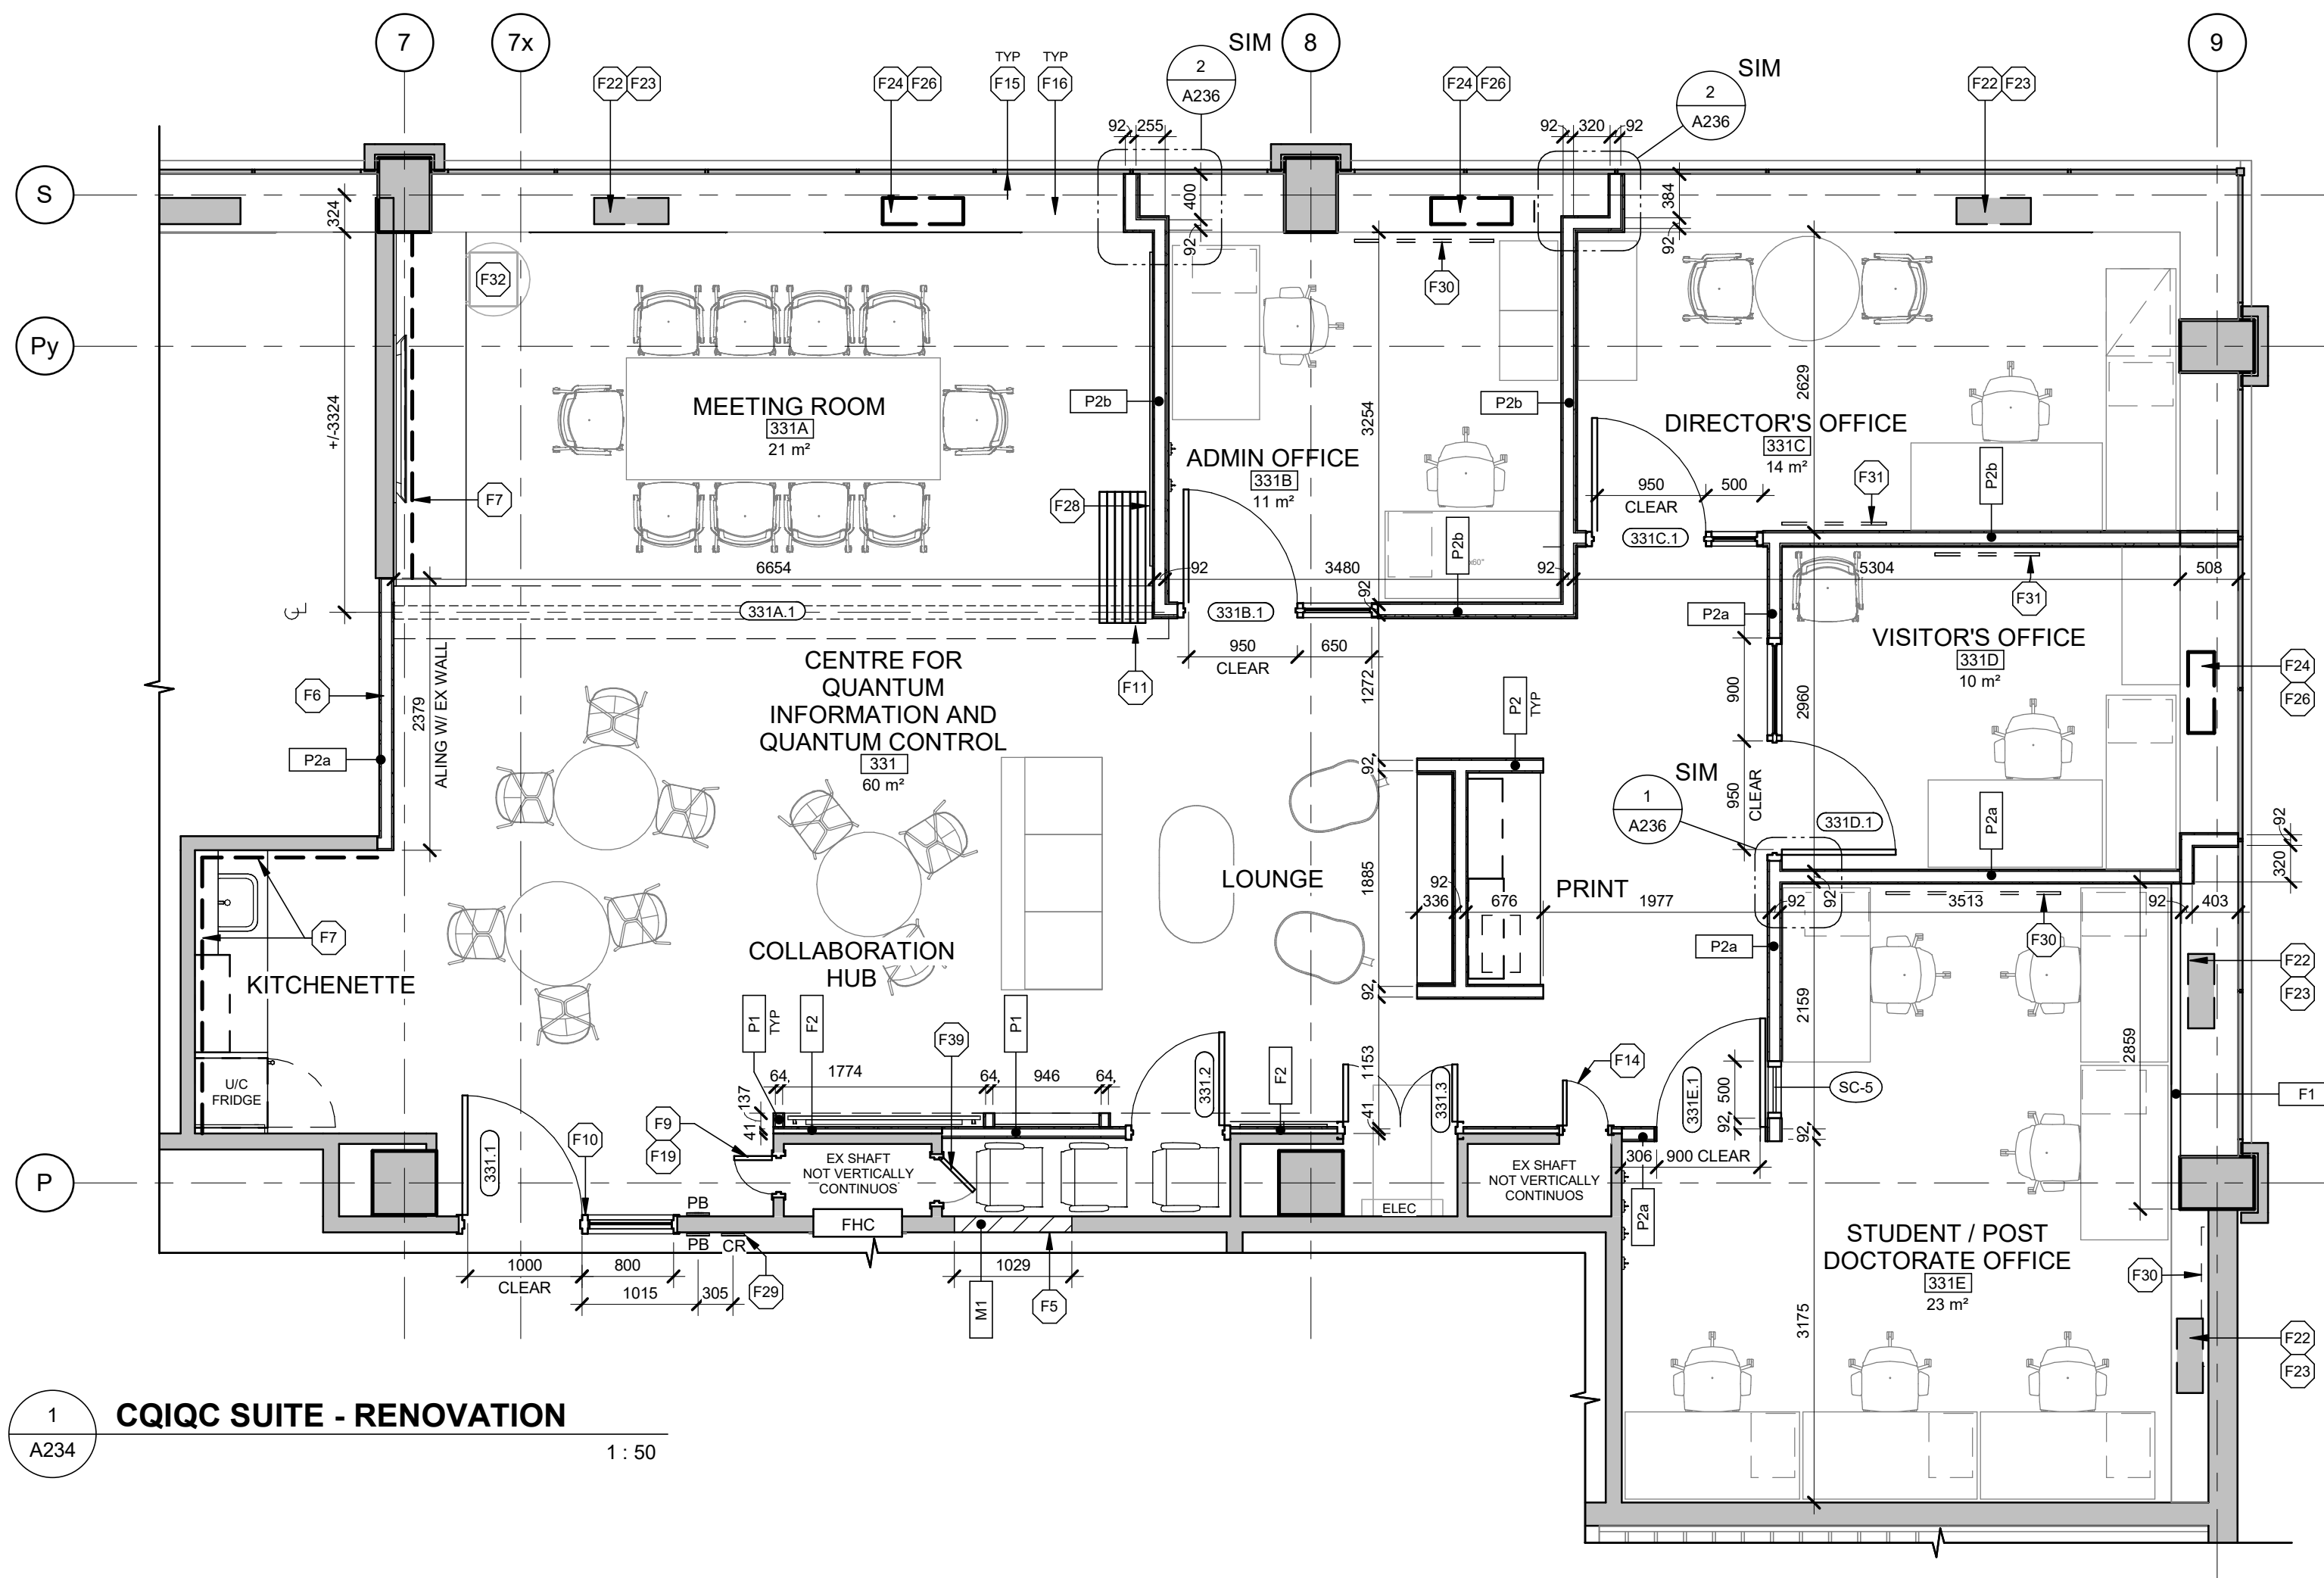 7
7x
SIM
8
SIM
9
TYP
TYP
F22
F23
F24
F26
F15
F16
2
A236
F24
F26
2
A236
F22
F23
92
255
92
320
92
S
324
400
92
384
92
F32
F30
Py
+/-3324
P2b
3254
P2b
2629
MEETING ROOM
331A
21 m²
DIRECTOR'S OFFICE
331C
14 m²
ADMIN OFFICE
331B
11 m²
F7
F28
950
CLEAR
500
F31
P2b
331C.1
P2b
6654
92
3480
92
5304
508
92
F31
331A.1
331B.1
CL
P2a
VISITOR'S OFFICE
331D
10 m²
950
CLEAR
650
F11
CENTRE FOR
QUANTUM
INFORMATION AND
QUANTUM CONTROL
331
60 m²
F6
2379
ALING W/ EX WALL
1272
P2
TYP
900
2960
F24
F26
P2a
92
SIM
1
A236
950
CLEAR
331D.1
P2a
92
320
LOUNGE
1885
PRINT
92
336
676
1977
92
92
3513
92
403
F7
COLLABORATION
HUB
P2a
F30
F22
F23
KITCHENETTE
92
2159
2859
P1
TYP
F2
F39
P1
331.2
F2
1153
331.3
F14
331E.1
500
SC-5
F1
U/C
FRIDGE
64
1774
64
946
64
137
41
41
92
92
F9
F19
F10
331.1
EX SHAFT
NOT VERTICALLY
CONTINUOS
EX SHAFT
NOT VERTICALLY
CONTINUOS
306
900 CLEAR
P
PB
FHC
ELEC
P2a
PB
CR
STUDENT / POST
DOCTORATE OFFICE
331E
23 m²
1000
CLEAR
800
1015
305
F29
1029
M1
F5
F30
3175
F22
F23
1
A234
CQIQC SUITE - RENOVATION
1 : 50